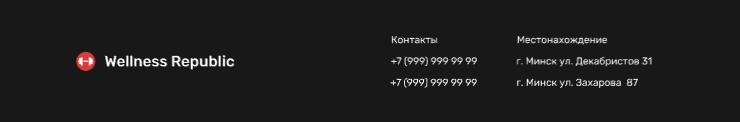 Wellness Republic
Контакты
+7 (999) 999 99 99
+7 (999) 999 99 99
Местонахождение
г. Минск ул. Декабристов 31
г. Минск ул. Захарова 87